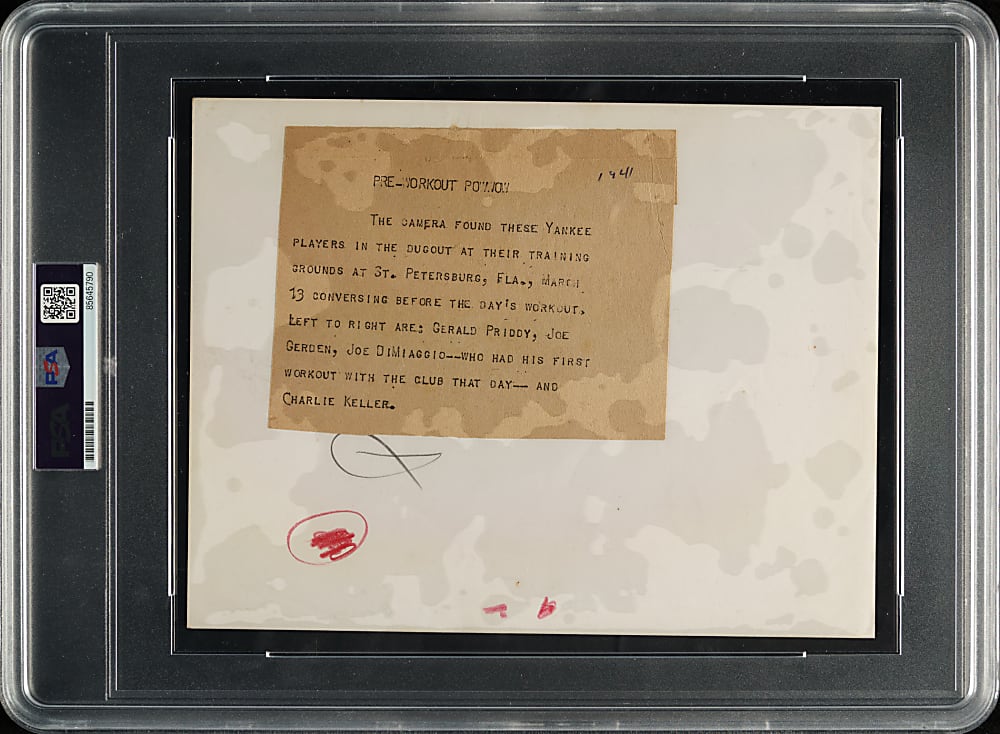 PRE-WORKOUT POWWOW
1941
THE CAMERA FOUND THESE YANKEE
PLAYERS IN THE DUGOUT AT THEIR TRAINING
GROUNDS AT ST. PETERSBURG, FLA., MARCH
13 CONVERSING BEFORE THE DAY'S WORKOUT.
LEFT TO RIGHT ARE: GERALD PRIDDY, JOE
GERDEN, JOE DIMIAGGIO--WHO HAD HIS FIRST
WORKOUT WITH THE CLUB THAT DAY-- AND
CHARLIE KELLER.
85645790
PSA
PSA